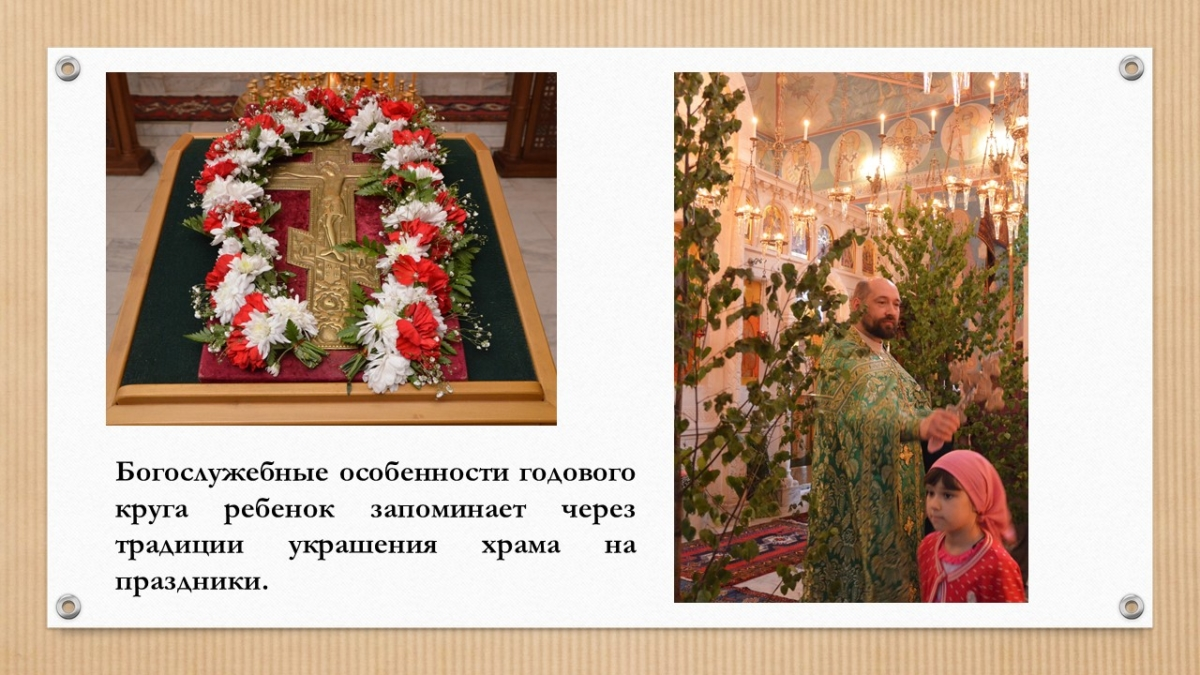 Богослужебные особенности годового
круга ребенок запоминает через
традиции украшения храма на
праздники.